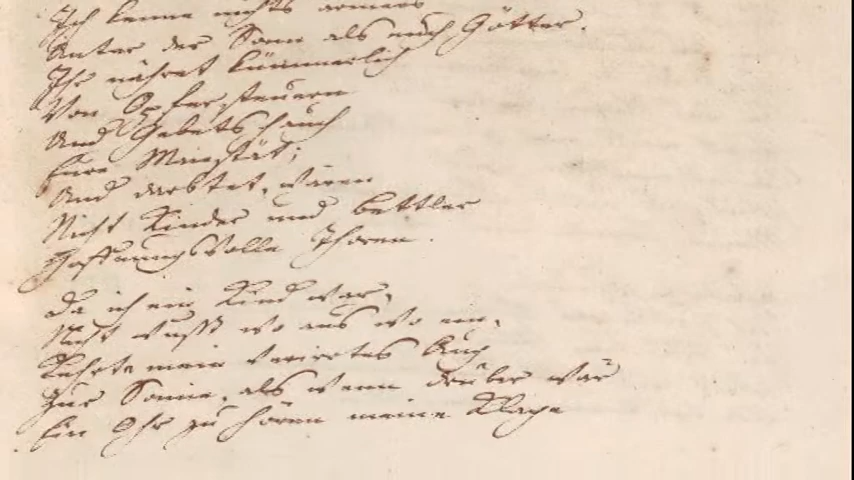 Ich kenne nichts ärmers
Unter der Sonn als euch Götter.
Ihr nähret kümmerlich
Von Opfersteuern
Und Gebetshauch
Eure Majestät;
Und darbtet, wären
Nicht Kinder und Bettler
Hoffnungsvolle Thoren.
Da ich ein Kind war,
Nicht wusst wo aus wo ein,
Kehrte mein verirrtes Aug
Zur Sonne, als wenn drüber wär
Ein Ohr zu hören meine Klage